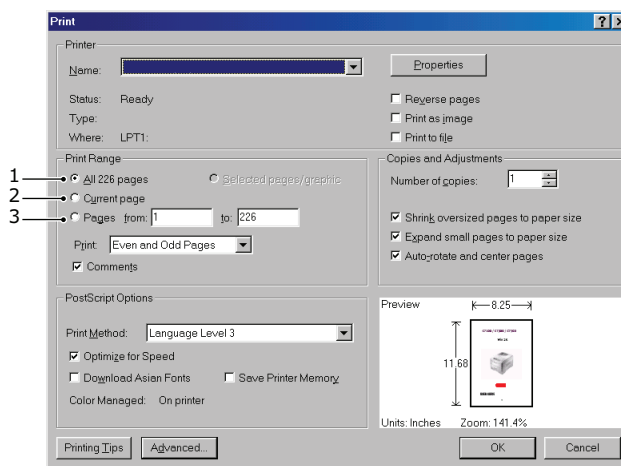 Print
Printer
Name:
Properties
Status: Ready
Reverse pages
Type:
Print as image
Where: LPT1:
Print to file
Print Range
Copies and Adjustments
1
All 226 pages
Selected pages/graphic
Number of copies: 1
2
Current page
3
Pages from: 1 to: 226
Shrink oversized pages to paper size
Print: Even and Odd Pages
Expand small pages to paper size
Comments
Auto-rotate and center pages
PostScript Options
Preview
8.25
Print Method: Language Level 3
Optimize for Speed
11.68
Download Asian Fonts
Save Printer Memory
Color Managed: On printer
Units: Inches Zoom: 141.4%
Printing Tips
Advanced...
OK
Cancel